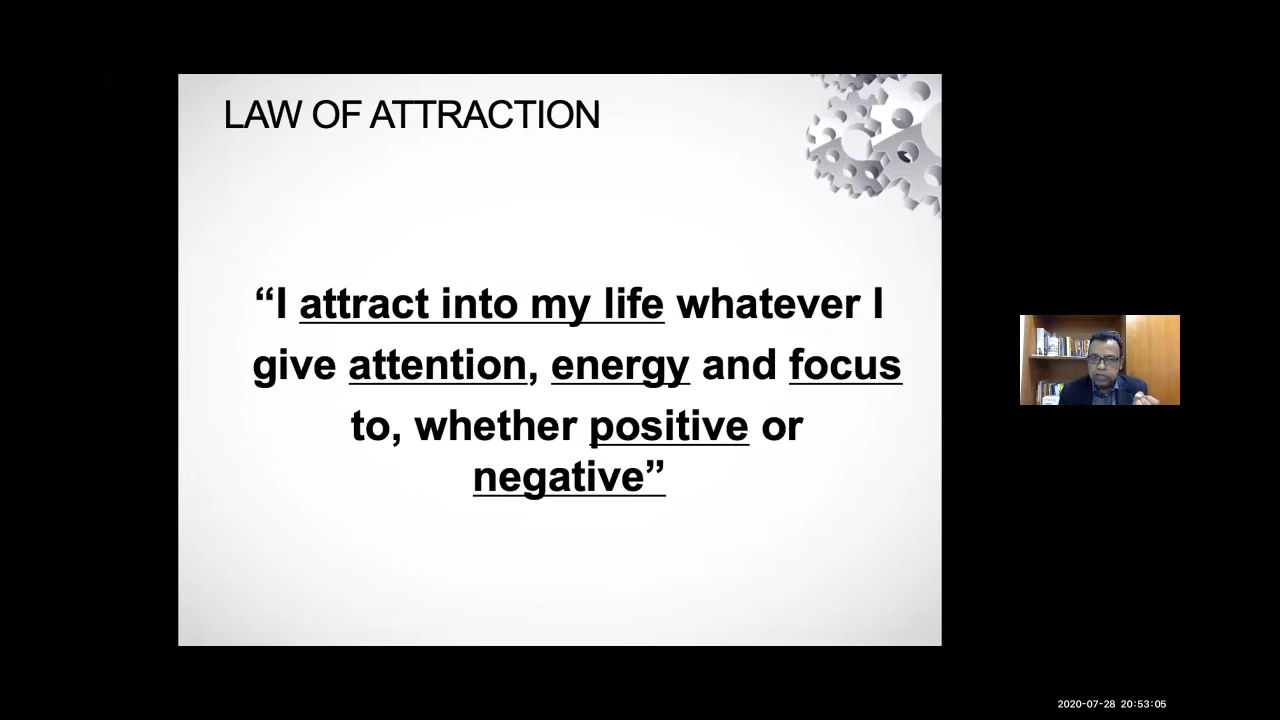 LAW OF ATTRACTION
“I attract into my life whatever I
give attention, energy and focus
to, whether positive or
negative”
2020-07-28 20:53:05